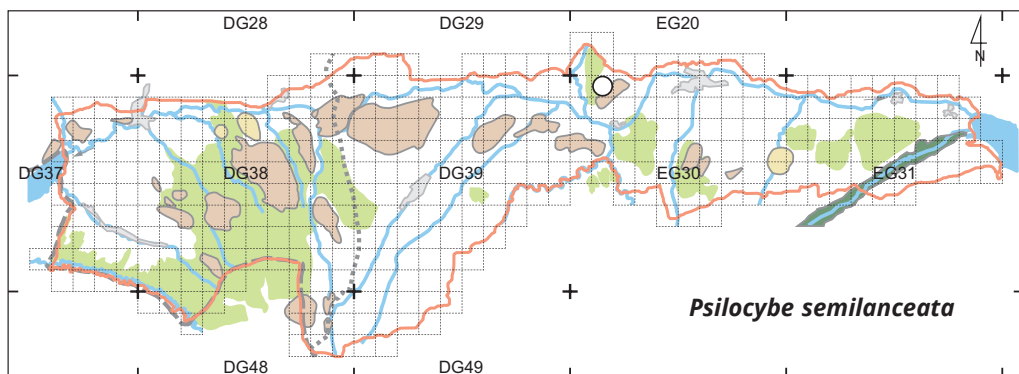 DG28 DG29 EG20
N
DG37 DG38 DG39 EG30 EG31
Psilocybe semilanceata
DG48 DG49